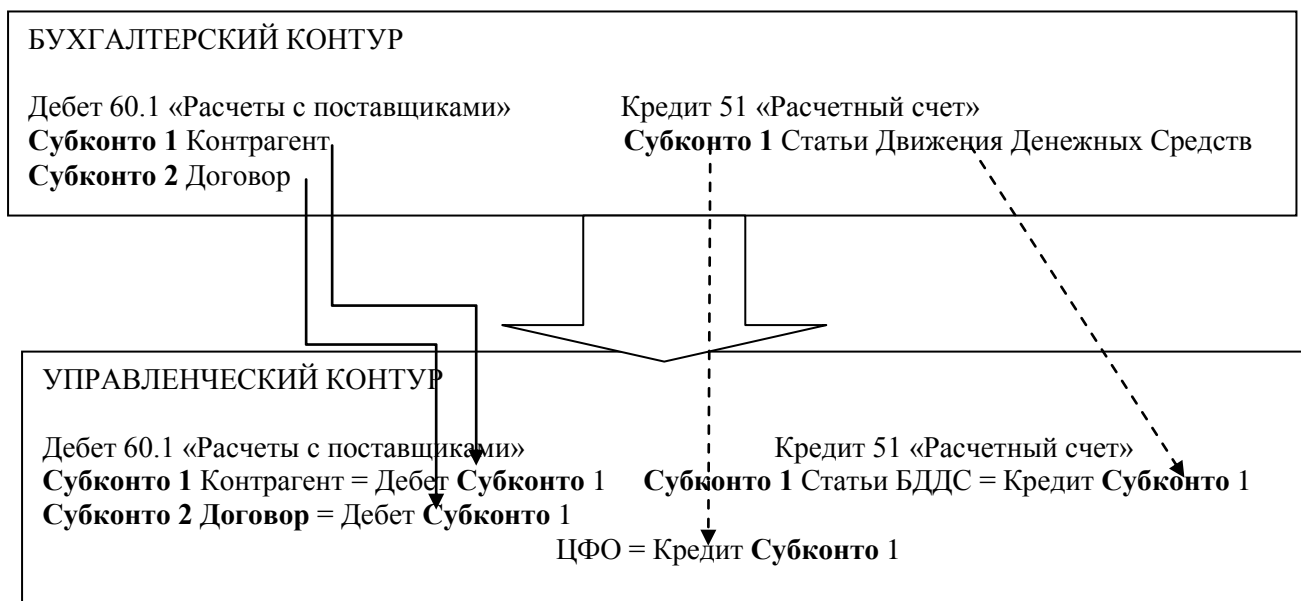 БУХГАЛТЕРСКИЙ КОНТУР
Дебет 60.1 «Расчеты с поставщиками» Кредит 51 «Расчетный счет»
Субконто 1 Контрагент Субконто 1 Статьи Движения Денежных Средств
Субконто 2 Договор
УПРАВЛЕНЧЕСКИЙ КОНТУР
Дебет 60.1 «Расчеты с поставщиками» Кредит 51 «Расчетный счет»
Субконто 1 Контрагент = Дебет Субконто 1 Субконто 1 Статьи БДДС = Кредит Субконто 1
Субконто 2 Договор = Дебет Субконто 1
ЦФО = Кредит Субконто 1